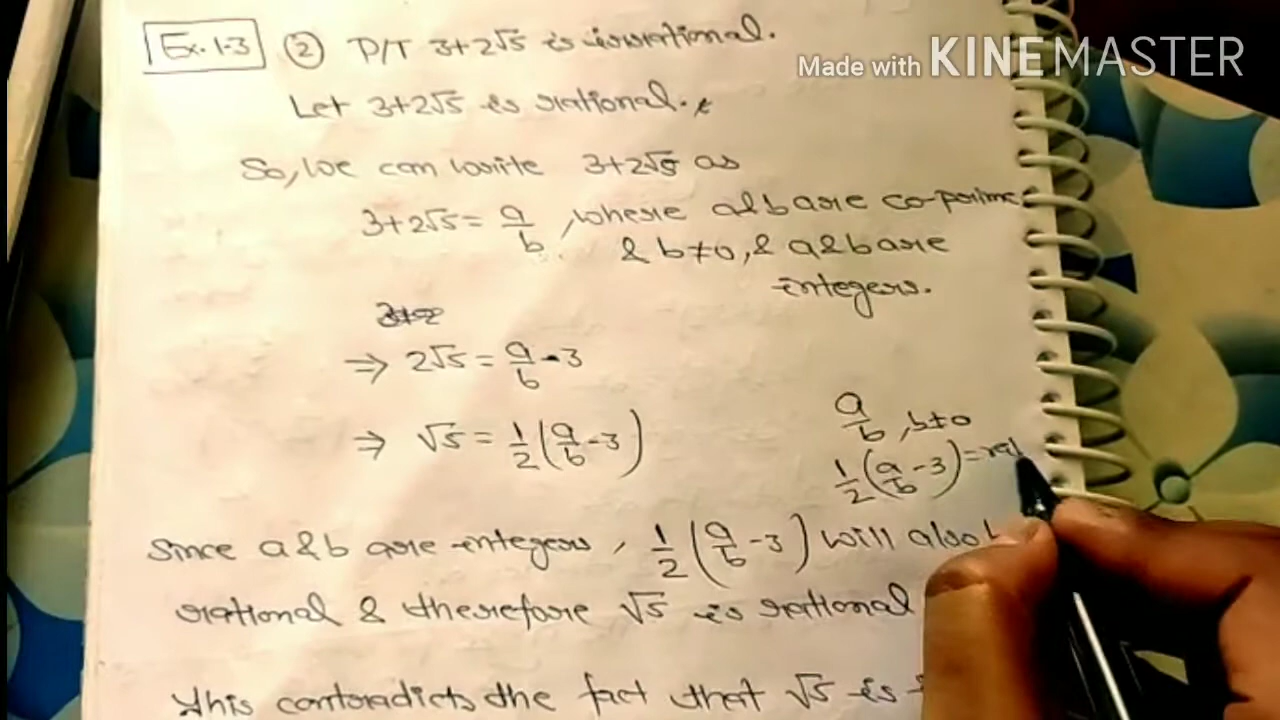 Made with KINEMASTER
Ex. 1.3 ② P/T 3+2√5 is irrational.
Let 3+2√5 is rational.
So, we can write 3+2√5 as
3+2√5 = a/b, where a & b are co-prime
& b≠0, & a & b are
integers.
⇒ 2√5 = a/b - 3
⇒ √5 = 1/2 (a/b - 3)
a/b, b≠0
1/2 (a/b - 3) =
Since a & b are integers, 1/2 (a/b - 3) will also
rational & therefore √5 is rational
This contradicts the fact that √5 is